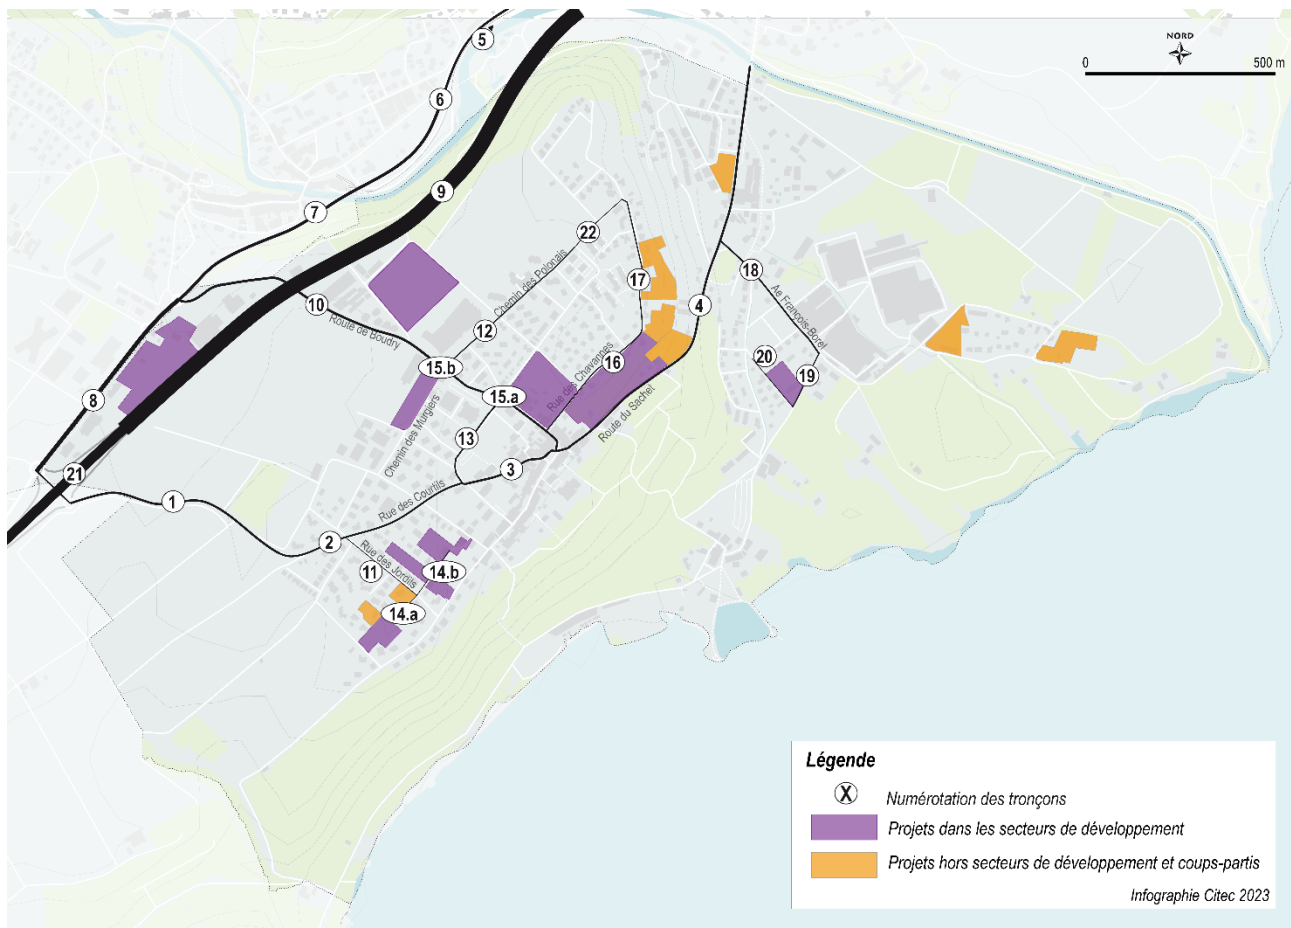 NORD
0 500 m
5
6
9
7
22
Chemin des Polonais
17
18
4
10
Route de Boudry
12
Ae François-Borel
15.b
16
Rue des Chavannes
20
19
8
15.a
Route du Sachet
Chemin des Murgiers
13
21
3
1
Rue des Courtils
2
Rue des Jordils
11
14.b
14.a
Légende
X Numérotation des tronçons
Projets dans les secteurs de développement
Projets hors secteurs de développement et coups-partis
Infographie Citec 2023